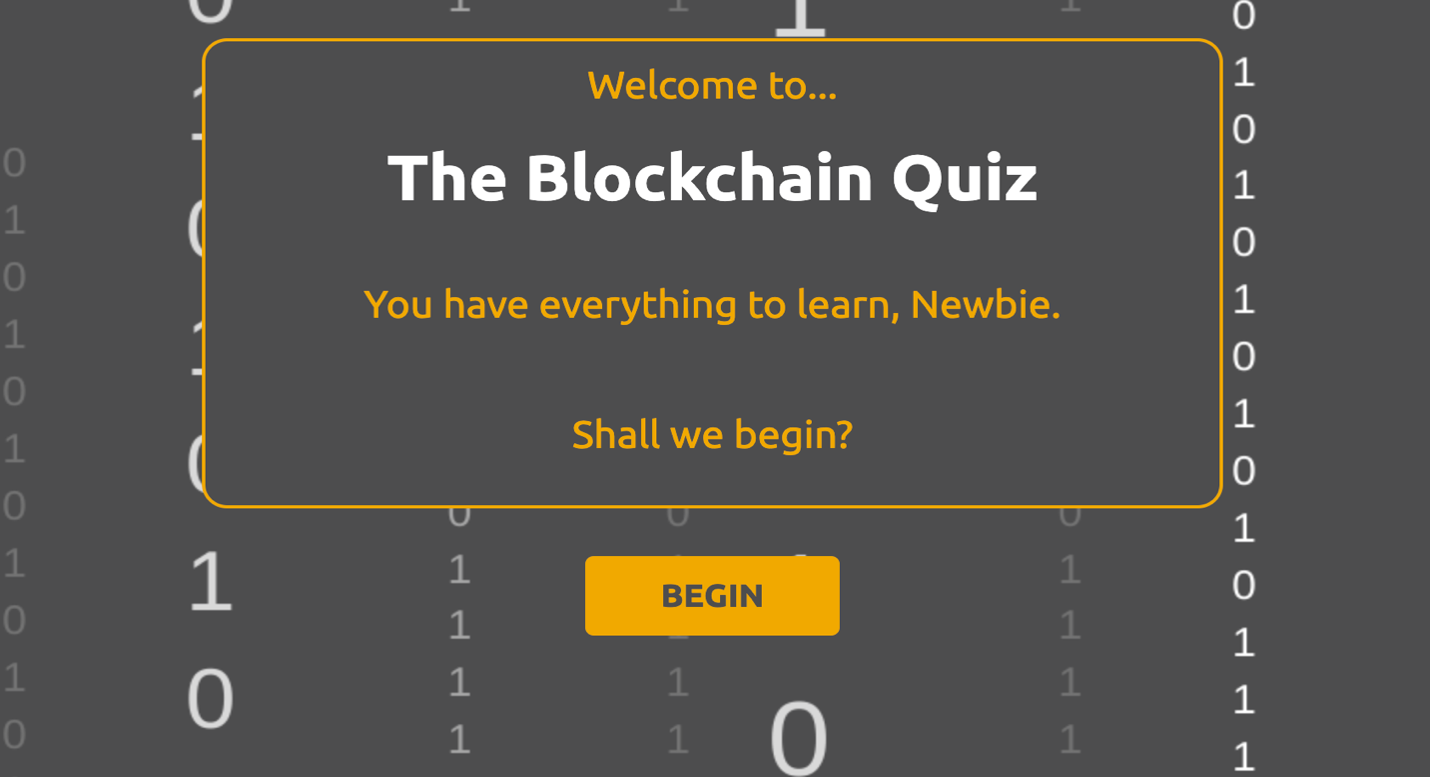 Welcome to...
The Blockchain Quiz
You have everything to learn, Newbie.
Shall we begin?
BEGIN